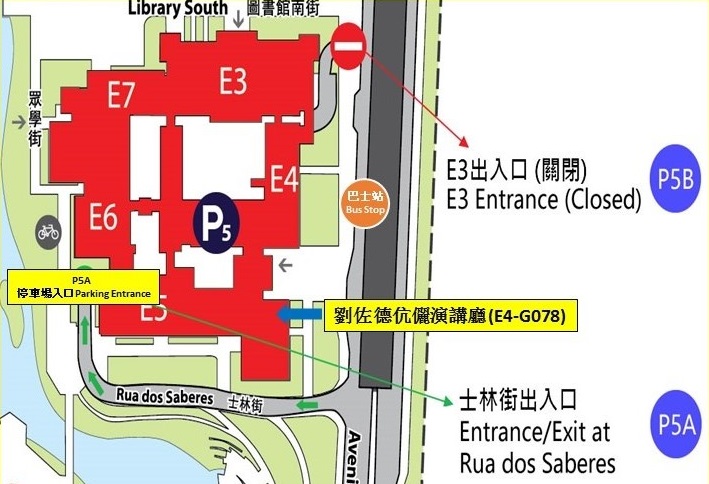 Library South 圖書館南街
E3
E7
眾學街
E4
E3出入口 (關閉)
E3 Entrance (Closed)
P5B
巴士站
Bus Stop
E6
P5
P5A
停車場入口 Parking Entrance
E5
劉佐德伉儷演講廳(E4-G078)
Rua dos Saberes 士林街
士林街出入口
Entrance/Exit at
Rua dos Saberes
P5A
Aveni